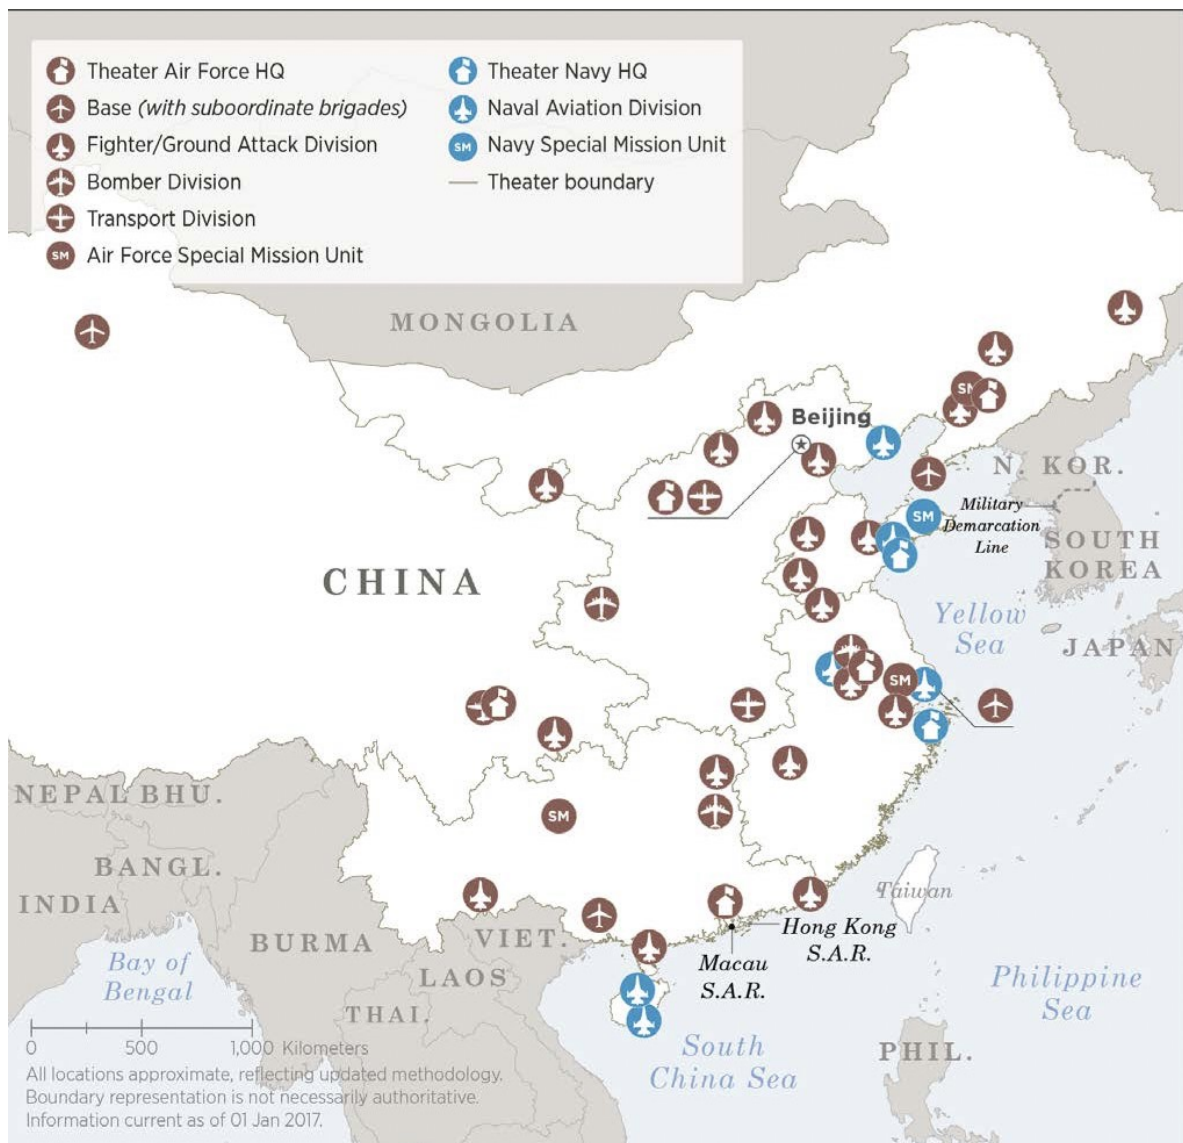 Theater Air Force HQ
Base (with suboordinate brigades)
Fighter/Ground Attack Division
Bomber Division
Transport Division
SM Air Force Special Mission Unit
Theater Navy HQ
Naval Aviation Division
SM Navy Special Mission Unit
Theater boundary
MONGOLIA
SM
Beijing
N. KOR.
SM
Military
Demarcation
Line
SOUTH
KOREA
CHINA
Yellow
Sea
JAPAN
SM
NEPAL
BHU.
SM
BANGL.
INDIA
Taiwan
BURMA
VIET.
Hong Kong
S.A.R.
Macau
S.A.R.
LAOS
Bay of
Bengal
Philippine
Sea
THAI.
South
China Sea
PHIL.
0 500 1,000 Kilometers
All locations approximate, reflecting updated methodology.
Boundary representation is not necessarily authoritative.
Information current as of 01 Jan 2017.